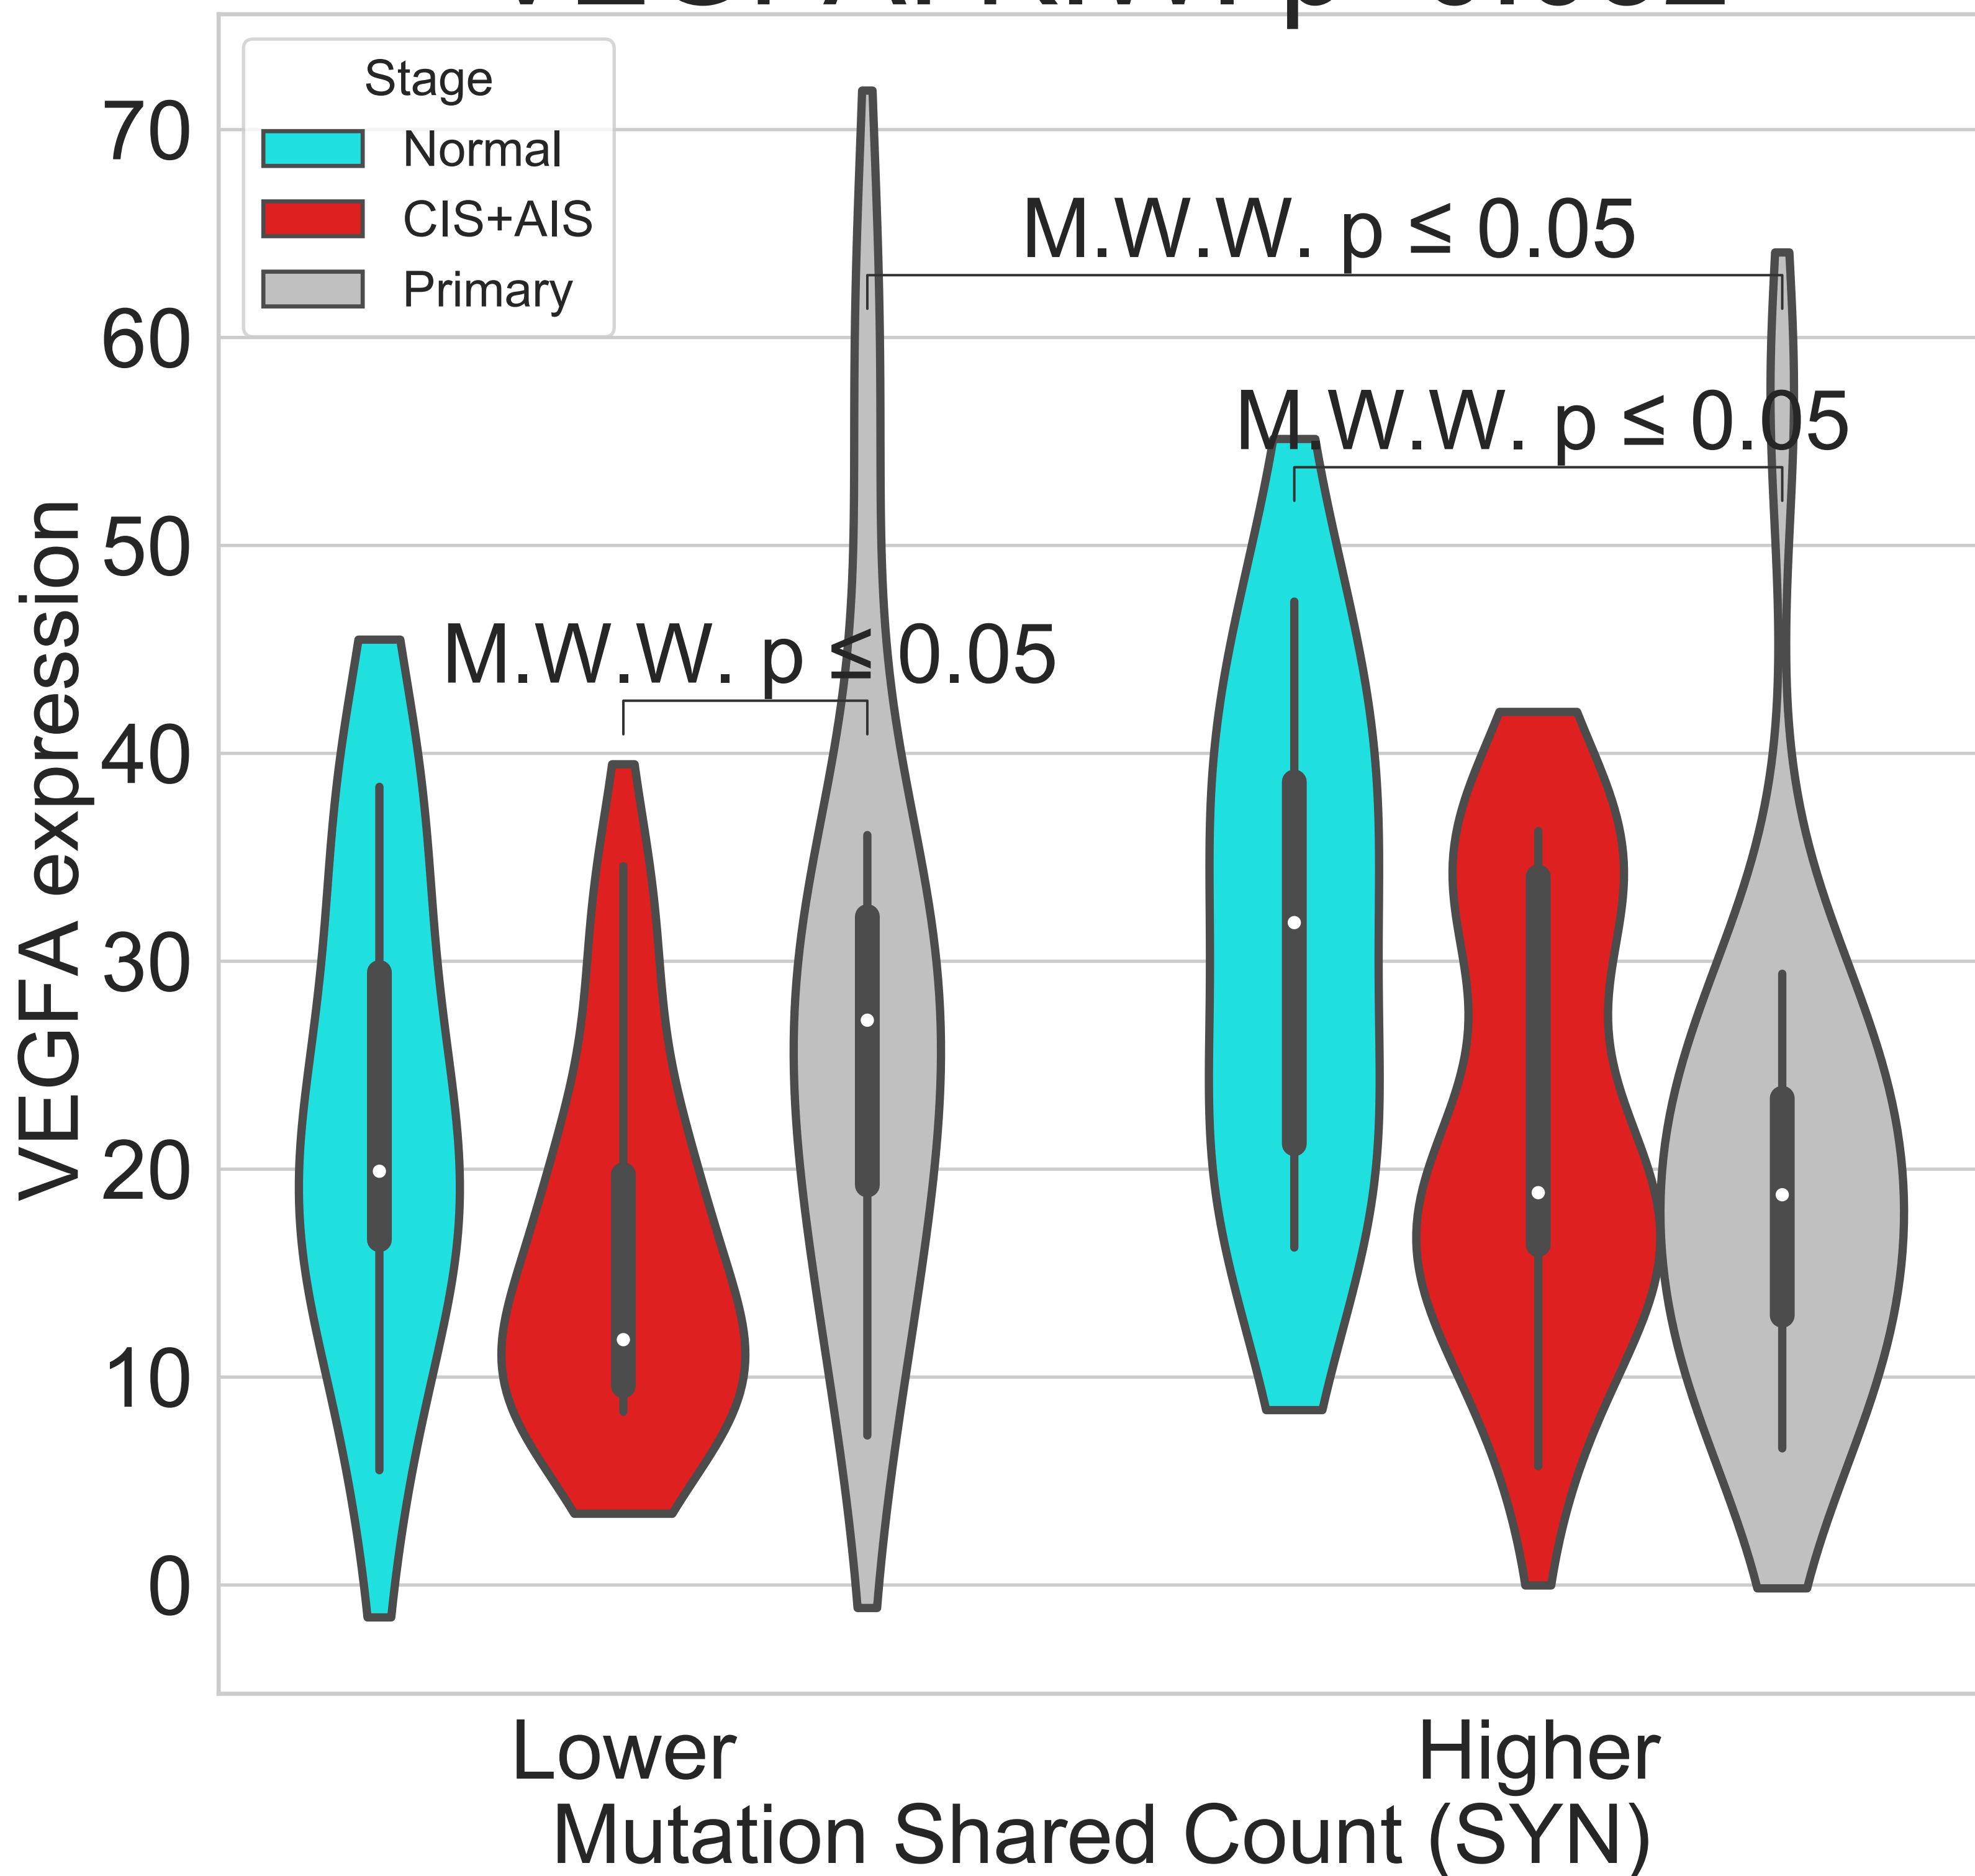 Stage
Normal
CIS+AIS
Primary
M.W.W. p ≤ 0.05
M.W.W. p ≤ 0.05
M.W.W. p ≤ 0.05
VEGFA expression
70
60
50
40
30
20
10
0
Lower
Higher
Mutation Shared Count (SYN)